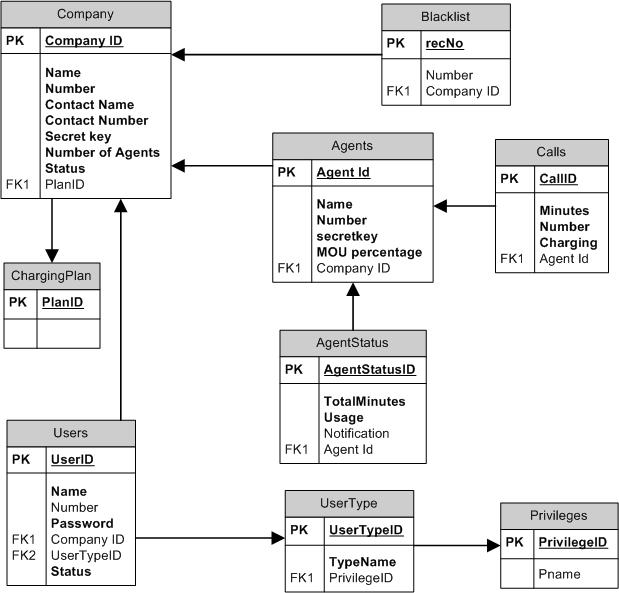 Company
PK Company ID
Name
Number
Contact Name
Contact Number
Secret key
Number of Agents
Status
FK1 PlanID
Blacklist
PK recNo
Number
FK1 Company ID
Agents
PK Agent Id
Name
Number
secretkey
MOU percentage
FK1 Company ID
Calls
PK CallID
Minutes
Number
Charging
FK1 Agent Id
ChargingPlan
PK PlanID
AgentStatus
PK AgentStatusID
TotalMinutes
Usage
Notification
FK1 Agent Id
Users
PK UserID
Name
Number
Password
FK1 Company ID
FK2 UserTypeID
Status
UserType
PK UserTypeID
TypeName
FK1 PrivilegeID
Privileges
PK PrivilegeID
Pname